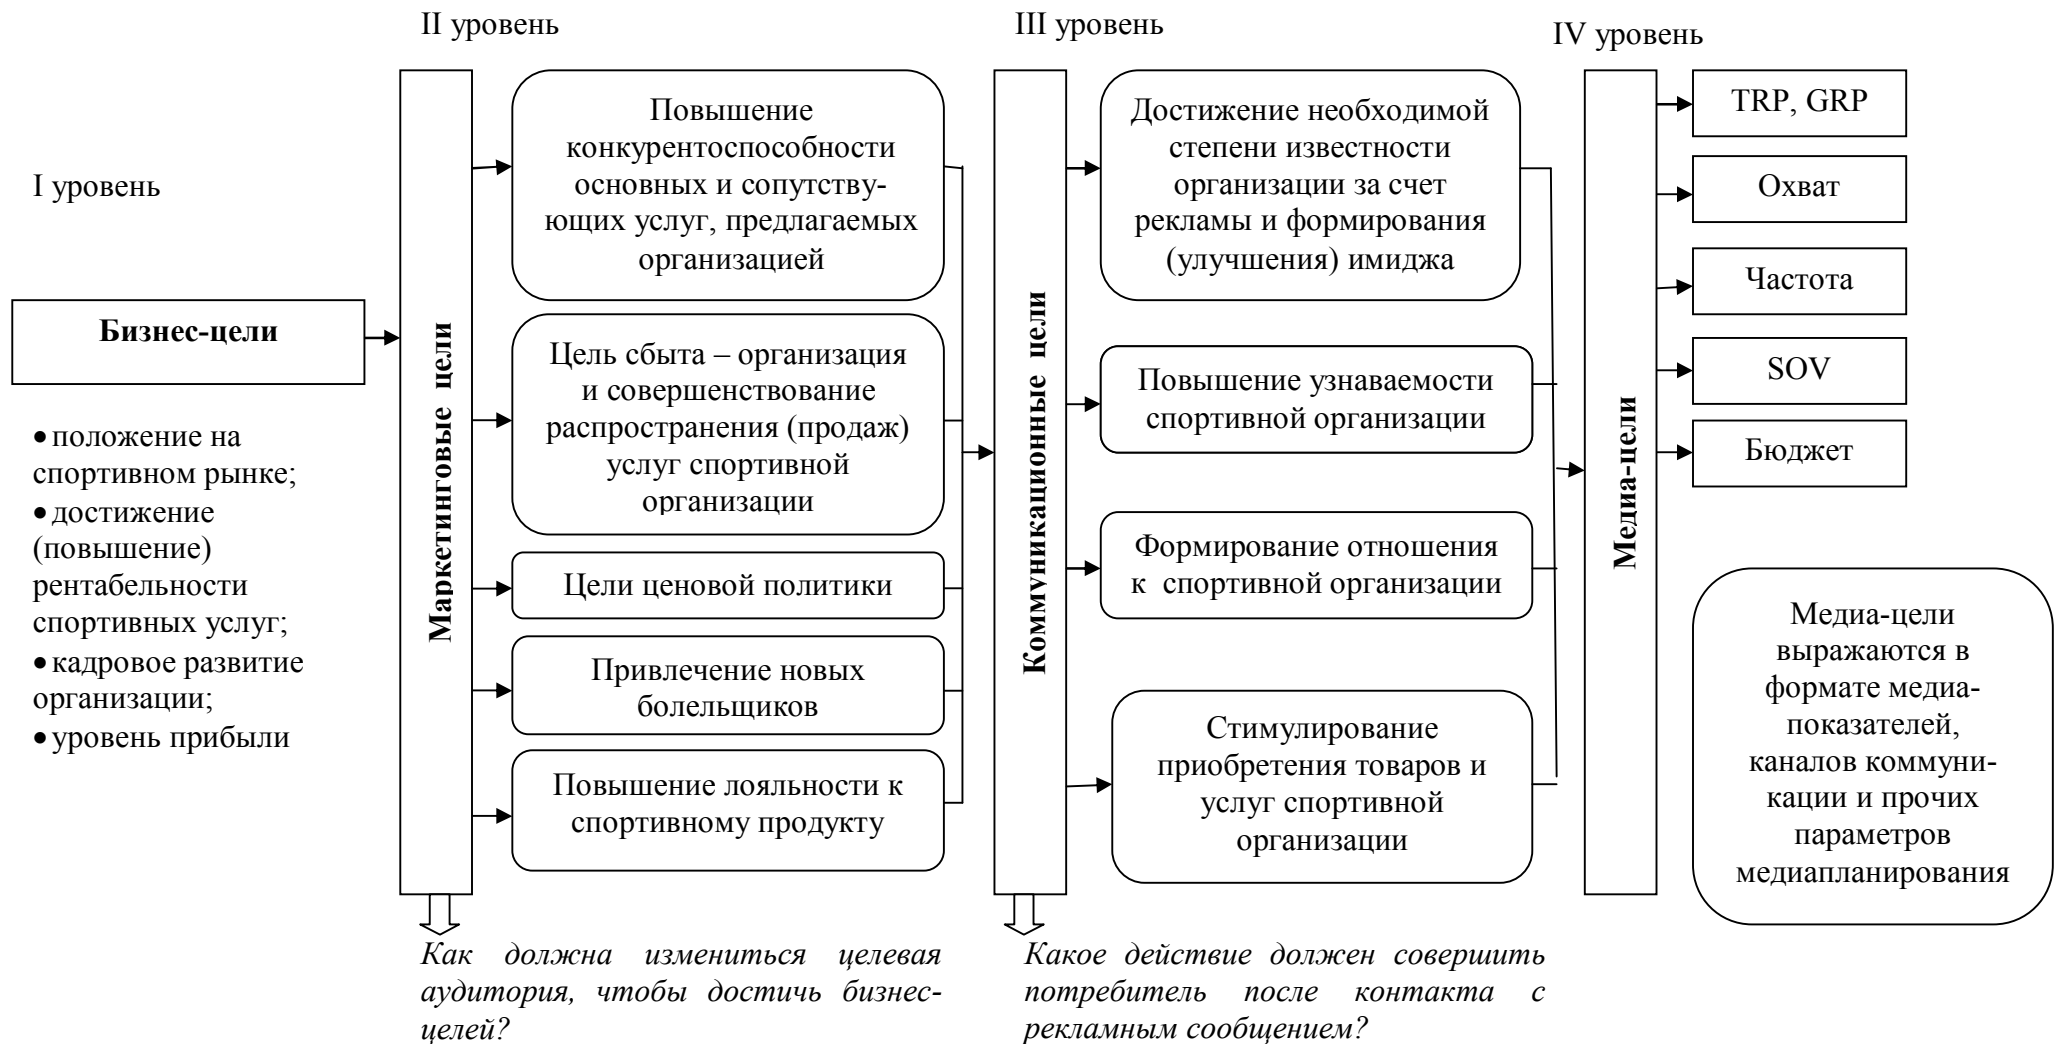 I уровень
Бизнес-цели
• положение на
спортивном рынке;
• достижение
(повышение)
рентабельности
спортивных услуг;
• кадровое развитие
организации;
• уровень прибыли
II уровень
Маркетинговые цели
Повышение
конкурентоспособности
основных и сопутству-
ющих услуг, предлагаемых
организацией
Цель сбыта – организация
и совершенствование
распространения (продаж)
услуг спортивной
организации
Цели ценовой политики
Привлечение новых
болельщиков
Повышение лояльности к
спортивному продукту
Как должна измениться целевая
аудитория, чтобы достичь бизнес-
целей?
III уровень
Коммуникационные цели
Достижение необходимой
степени известности
организации за счет
рекламы и формирования
(улучшения) имиджа
Повышение узнаваемости
спортивной организации
Формирование отношения
к спортивной организации
Стимулирование
приобретения товаров и
услуг спортивной
организации
Какое действие должен совершить
потребитель после контакта с
рекламным сообщением?
IV уровень
Медиа-цели
TRP, GRP
Охват
Частота
SOV
Бюджет
Медиа-цели
выражаются в
формате медиа-
показателей,
каналов коммуни-
кации и прочих
параметров
медиапланирования